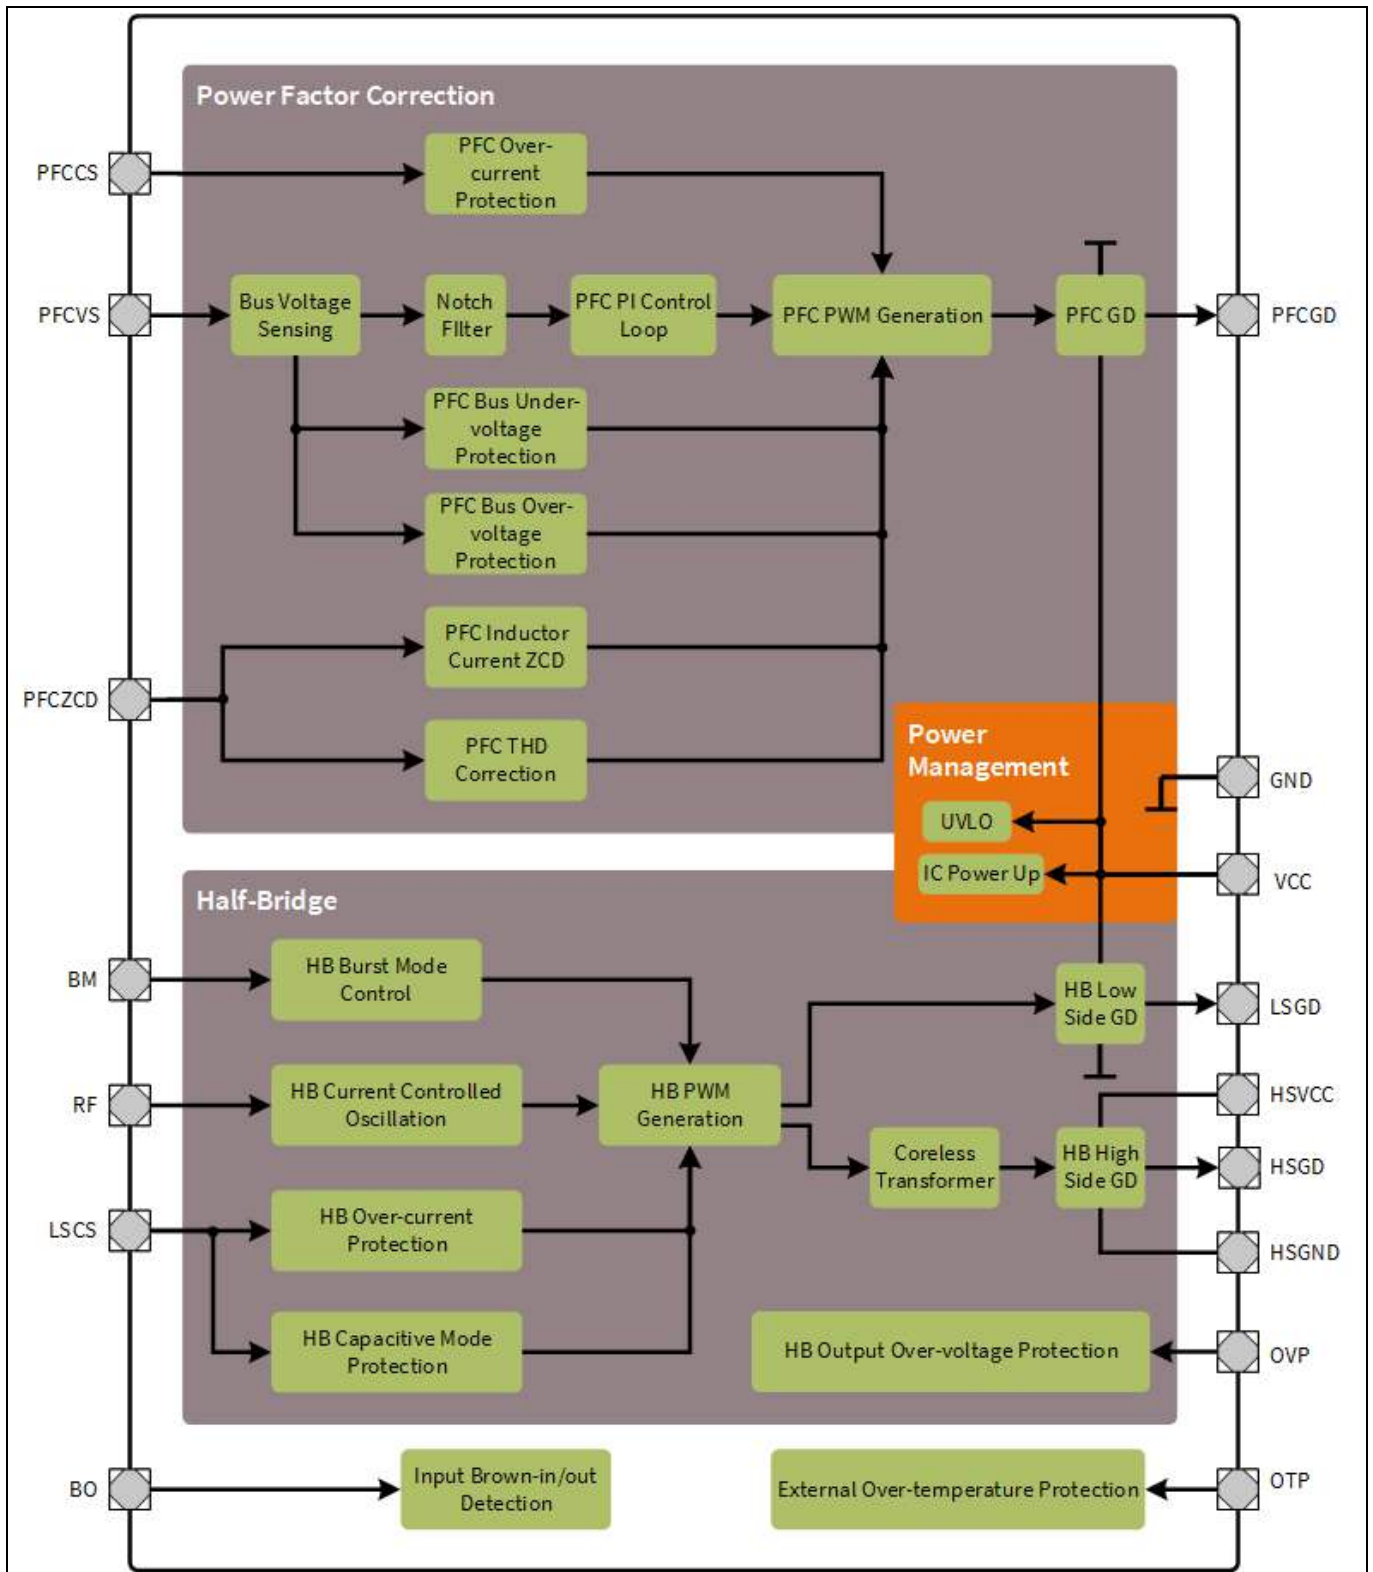 Power Factor Correction
PFCCS
PFC Over-
current
Protection
PFCVS
Bus Voltage
Sensing
Notch
FIlter
PFC PI Control
Loop
PFC PWM Generation
PFC GD
PFCGD
PFC Bus Under-
voltage
Protection
PFC Bus Over-
voltage
Protection
PFCZCD
PFC Inductor
Current ZCD
PFC THD
Correction
Power
Management
UVLO
IC Power Up
GND
VCC
Half-Bridge
BM
HB Burst Mode
Control
RF
HB Current Controlled
Oscillation
HB PWM
Generation
HB Low
Side GD
LSGD
HSVCC
Coreless
Transformer
HB High
Side GD
HSGD
HSGND
LSCS
HB Over-current
Protection
HB Capacitive Mode
Protection
HB Output Over-voltage Protection
OVP
BO
Input Brown-in/out
Detection
External Over-temperature Protection
OTP